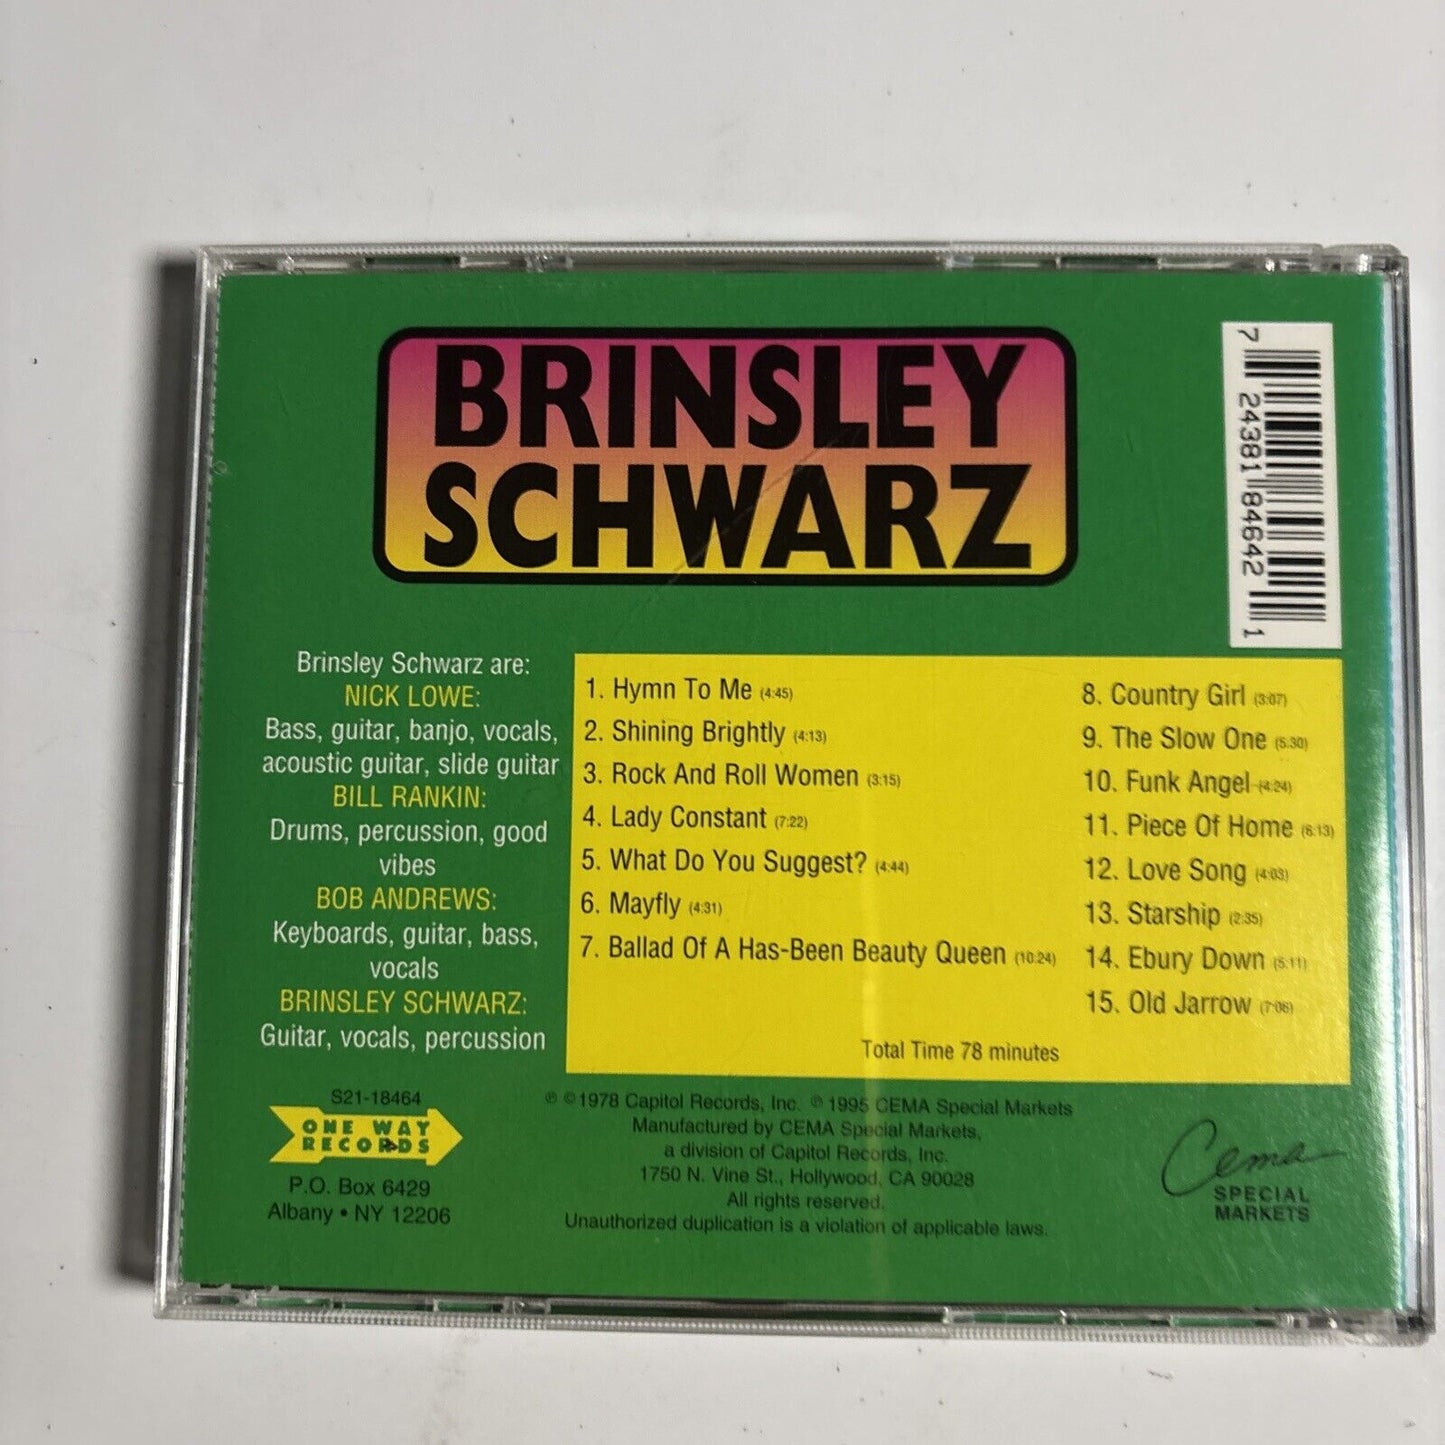 BRINSLEY
SCHWARZ
7 24381 84642 1
Brinsley Schwarz are:
NICK LOWE:
Bass, guitar, banjo, vocals,
acoustic guitar, slide guitar
BILL RANKIN:
Drums, percussion, good
vibes
BOB ANDREWS:
Keyboards, guitar, bass,
vocals
BRINSLEY SCHWARZ:
Guitar, vocals, percussion
1. Hymn To Me (4:45)
2. Shining Brightly (4:13)
3. Rock And Roll Women (3:15)
4. Lady Constant (7:22)
5. What Do You Suggest? (4:44)
6. Mayfly (4:31)
7. Ballad Of A Has-Been Beauty Queen (10:24)
8. Country Girl (3:07)
9. The Slow One (5:30)
10. Funk Angel (4:24)
11. Piece Of Home (6:13)
12. Love Song (4:03)
13. Starship (2:35)
14. Ebury Down (5:11)
15. Old Jarrow (7:06)
Total Time 78 minutes
S21-18464
ONE WAY
RECORDS
P.O. Box 6429
Albany • NY 12206
℗ © 1978 Capitol Records, Inc. ℗ 1995 CEMA Special Markets
Manufactured by CEMA Special Markets,
a division of Capitol Records, Inc.
1750 N. Vine St., Hollywood, CA 90028
All rights reserved.
Unauthorized duplication is a violation of applicable laws.
Cema
SPECIAL
MARKETS